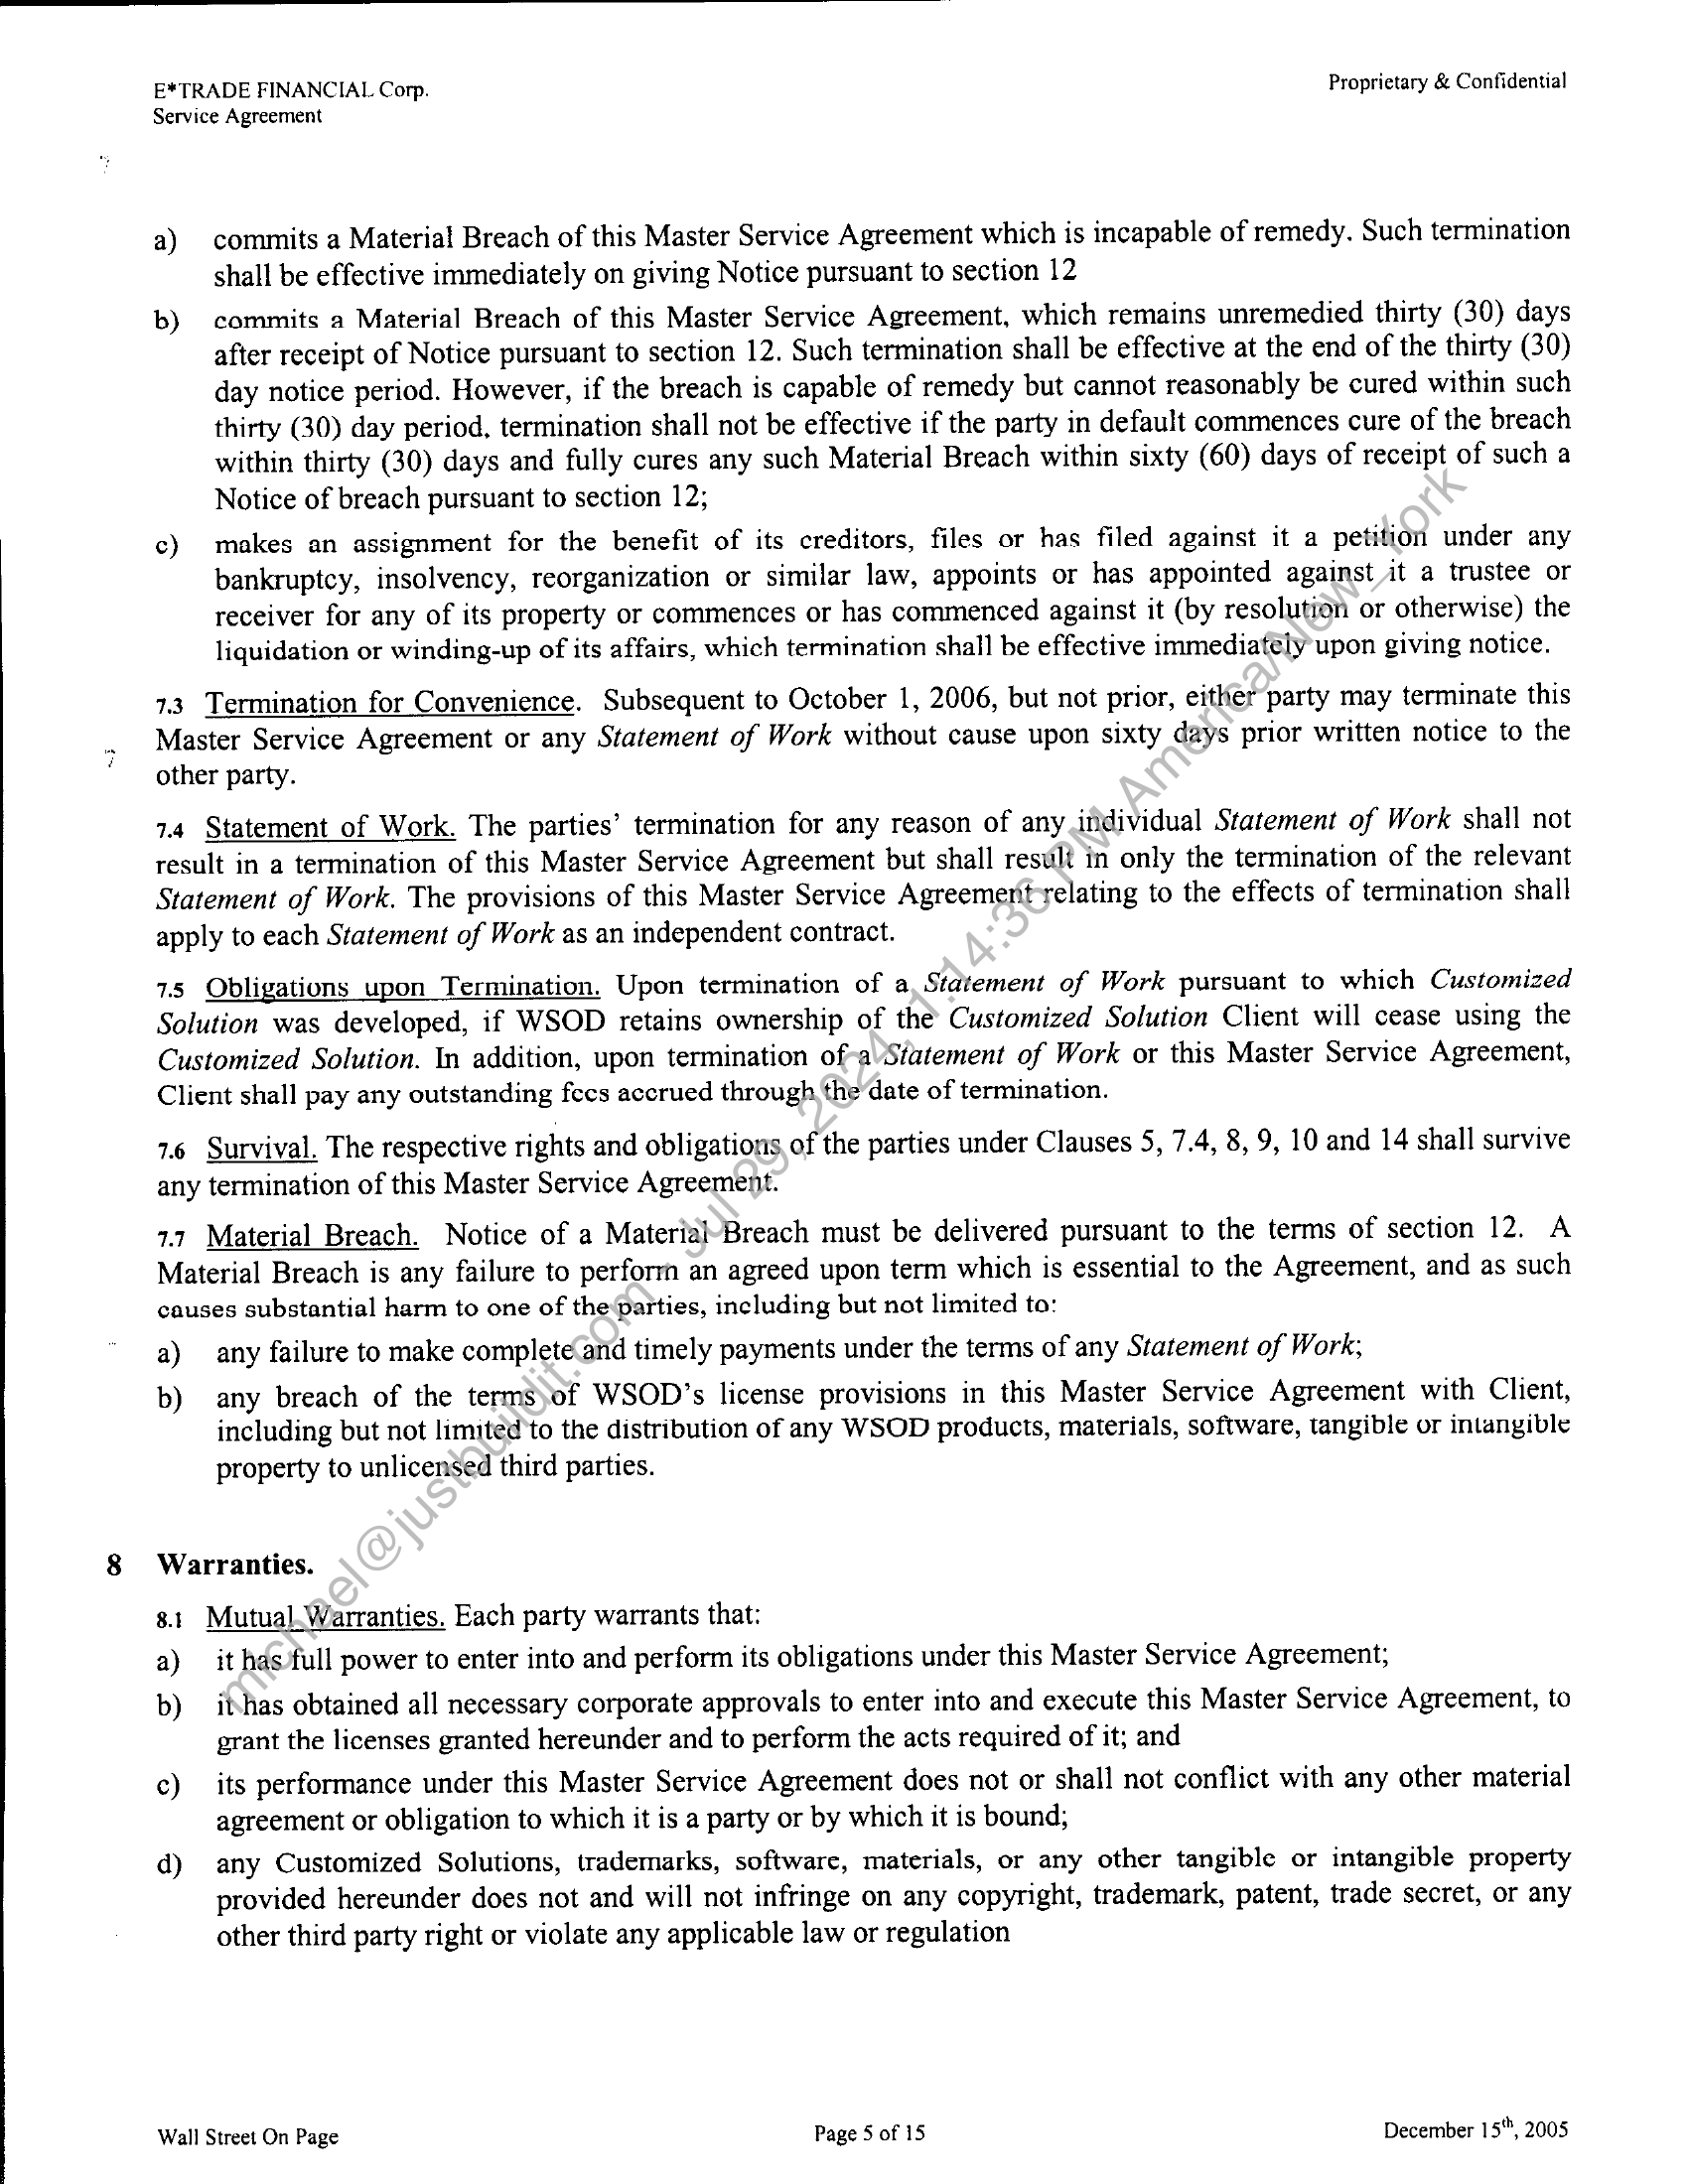 E*TRADE FINANCIAL Corp.
Service Agreement
Proprietary & Confidential
a) commits a Material Breach of this Master Service Agreement which is incapable of remedy. Such termination
shall be effective immediately on giving Notice pursuant to section 12
b) commits a Material Breach of this Master Service Agreement, which remains unremedied thirty (30) days
after receipt of Notice pursuant to section 12. Such termination shall be effective at the end of the thirty (30)
day notice period. However, if the breach is capable of remedy but cannot reasonably be cured within such
thirty (30) day period, termination shall not be effective if the party in default commences cure of the breach
within thirty (30) days and fully cures any such Material Breach within sixty (60) days of receipt of such a
Notice of breach pursuant to section 12;
c) makes an assignment for the benefit of its creditors, files or has filed against it a petition under any
bankruptcy, insolvency, reorganization or similar law, appoints or has appointed against it a trustee or
receiver for any of its property or commences or has commenced against it (by resolution or otherwise) the
liquidation or winding-up of its affairs, which termination shall be effective immediately upon giving notice.
7.3 Termination for Convenience. Subsequent to October 1, 2006, but not prior, either party may terminate this
Master Service Agreement or any Statement of Work without cause upon sixty days prior written notice to the
other party.
7.4 Statement of Work. The parties' termination for any reason of any individual Statement of Work shall not
result in a termination of this Master Service Agreement but shall result in only the termination of the relevant
Statement of Work. The provisions of this Master Service Agreement relating to the effects of termination shall
apply to each Statement of Work as an independent contract.
7.5 Obligations upon Termination. Upon termination of a Statement of Work pursuant to which Customized
Solution was developed, if WSOD retains ownership of the Customized Solution Client will cease using the
Customized Solution. In addition, upon termination of a Statement of Work or this Master Service Agreement,
Client shall pay any outstanding fees accrued through the date of termination.
7.6 Survival. The respective rights and obligations of the parties under Clauses 5, 7.4, 8, 9, 10 and 14 shall survive
any termination of this Master Service Agreement.
7.7 Material Breach. Notice of a Material Breach must be delivered pursuant to the terms of section 12. A
Material Breach is any failure to perform an agreed upon term which is essential to the Agreement, and as such
causes substantial harm to one of the parties, including but not limited to:
a) any failure to make complete and timely payments under the terms of any Statement of Work;
b) any breach of the terms of WSOD's license provisions in this Master Service Agreement with Client,
including but not limited to the distribution of any WSOD products, materials, software, tangible or intangible
property to unlicensed third parties.
8 Warranties.
8.1 Mutual Warranties. Each party warrants that:
a) it has full power to enter into and perform its obligations under this Master Service Agreement;
b) it has obtained all necessary corporate approvals to enter into and execute this Master Service Agreement, to
grant the licenses granted hereunder and to perform the acts required of it; and
c) its performance under this Master Service Agreement does not or shall not conflict with any other material
agreement or obligation to which it is a party or by which it is bound;
d) any Customized Solutions, trademarks, software, materials, or any other tangible or intangible property
provided hereunder does not and will not infringe on any copyright, trademark, patent, trade secret, or any
other third party right or violate any applicable law or regulation
Wall Street On Page
Page 5 of 15
December 15th, 2005
michael@justbuildit.com - Jul 29, 2024, 1:14:36 PM America/New_York